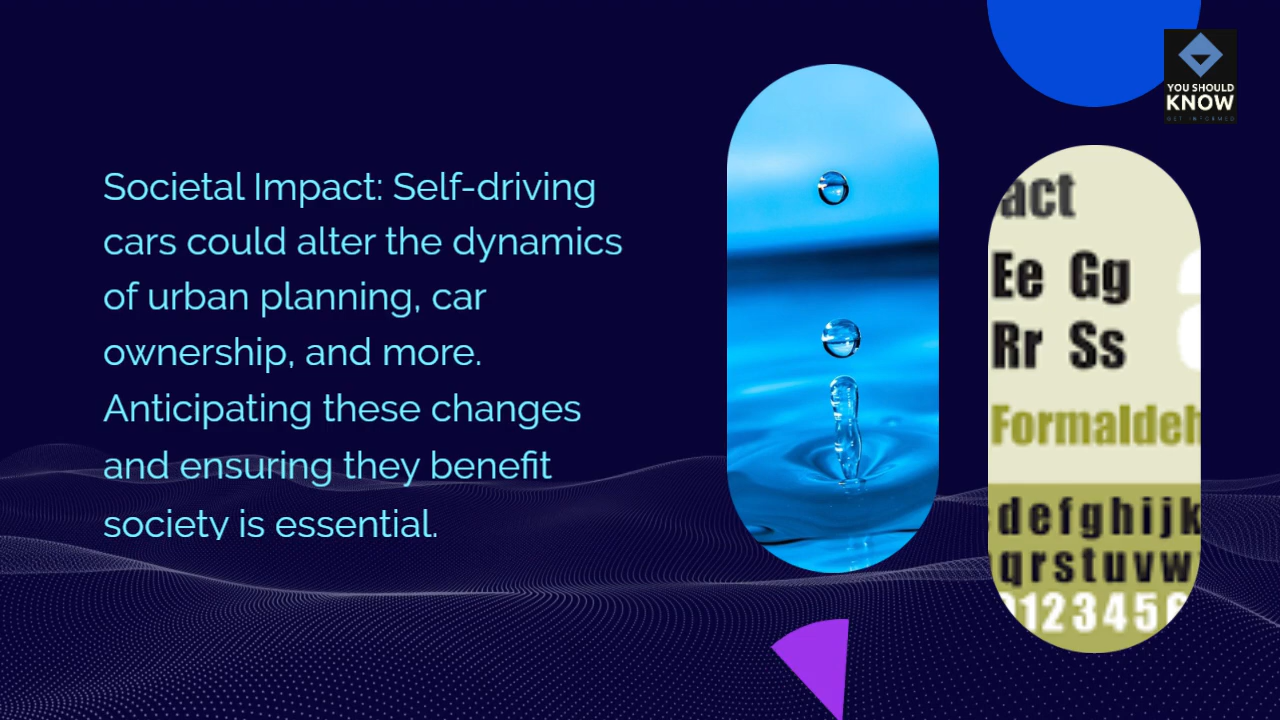 Societal Impact: Self-driving
cars could alter the dynamics
of urban planning, car
ownership, and more.
Anticipating these changes
and ensuring they benefit
society is essential.
YOU SHOULD
KNOW
GET INFORMED
act
Ee Gg
Rr Ss
a
Formaldeh
defghijk
qrstuvw
123456